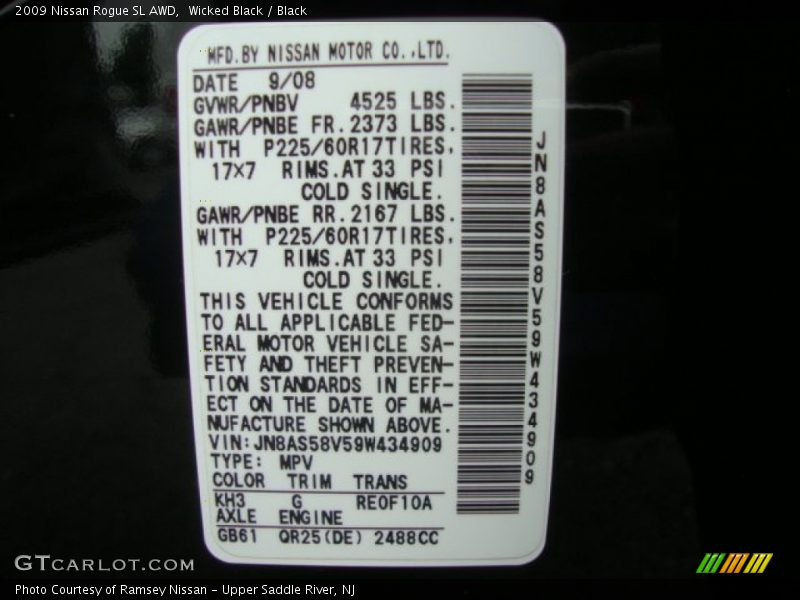 2009 Nissan Rogue SL AWD,  Wicked Black / Black
MFD.BY NISSAN MOTOR CO.,LTD.
DATE 9/08
GVWR/PNBV 4525 LBS.
GAWR/PNBE FR.2373 LBS.
WITH P225/60R17TIRES,
17×7 RIMS.AT 33 PSI
COLD SINGLE.
GAWR/PNBE RR.2167 LBS.
WITH P225/60R17TIRES,
17×7 RIMS.AT 33 PSI
COLD SINGLE.
THIS VEHICLE CONFORMS
TO ALL APPLICABLE FED-
ERAL MOTOR VEHICLE SA-
FETY AND THEFT PREVEN-
TION STANDARDS IN EFF-
ECT ON THE DATE OF MA-
NUFACTURE SHOWN ABOVE.
VIN:JN8AS58V59W434909
TYPE: MPV
COLOR TRIM TRANS
KH3 G RE0F10A
AXLE ENGINE
GB61 QR25(DE) 2488CC
JN8AS58V59W434909
GTCARLOT.COM
Photo Courtesy of Ramsey Nissan - Upper Saddle River, NJ